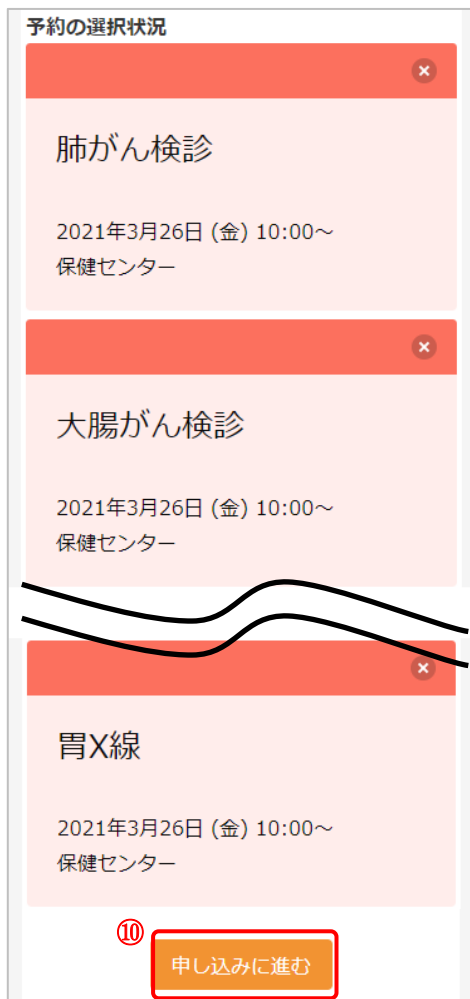 予約の選択状況
肺がん検診
2021年3月26日 (金) 10:00～
保健センター
大腸がん検診
2021年3月26日 (金) 10:00～
保健センター
胃X線
2021年3月26日 (金) 10:00～
保健センター
⑩
申し込みに進む